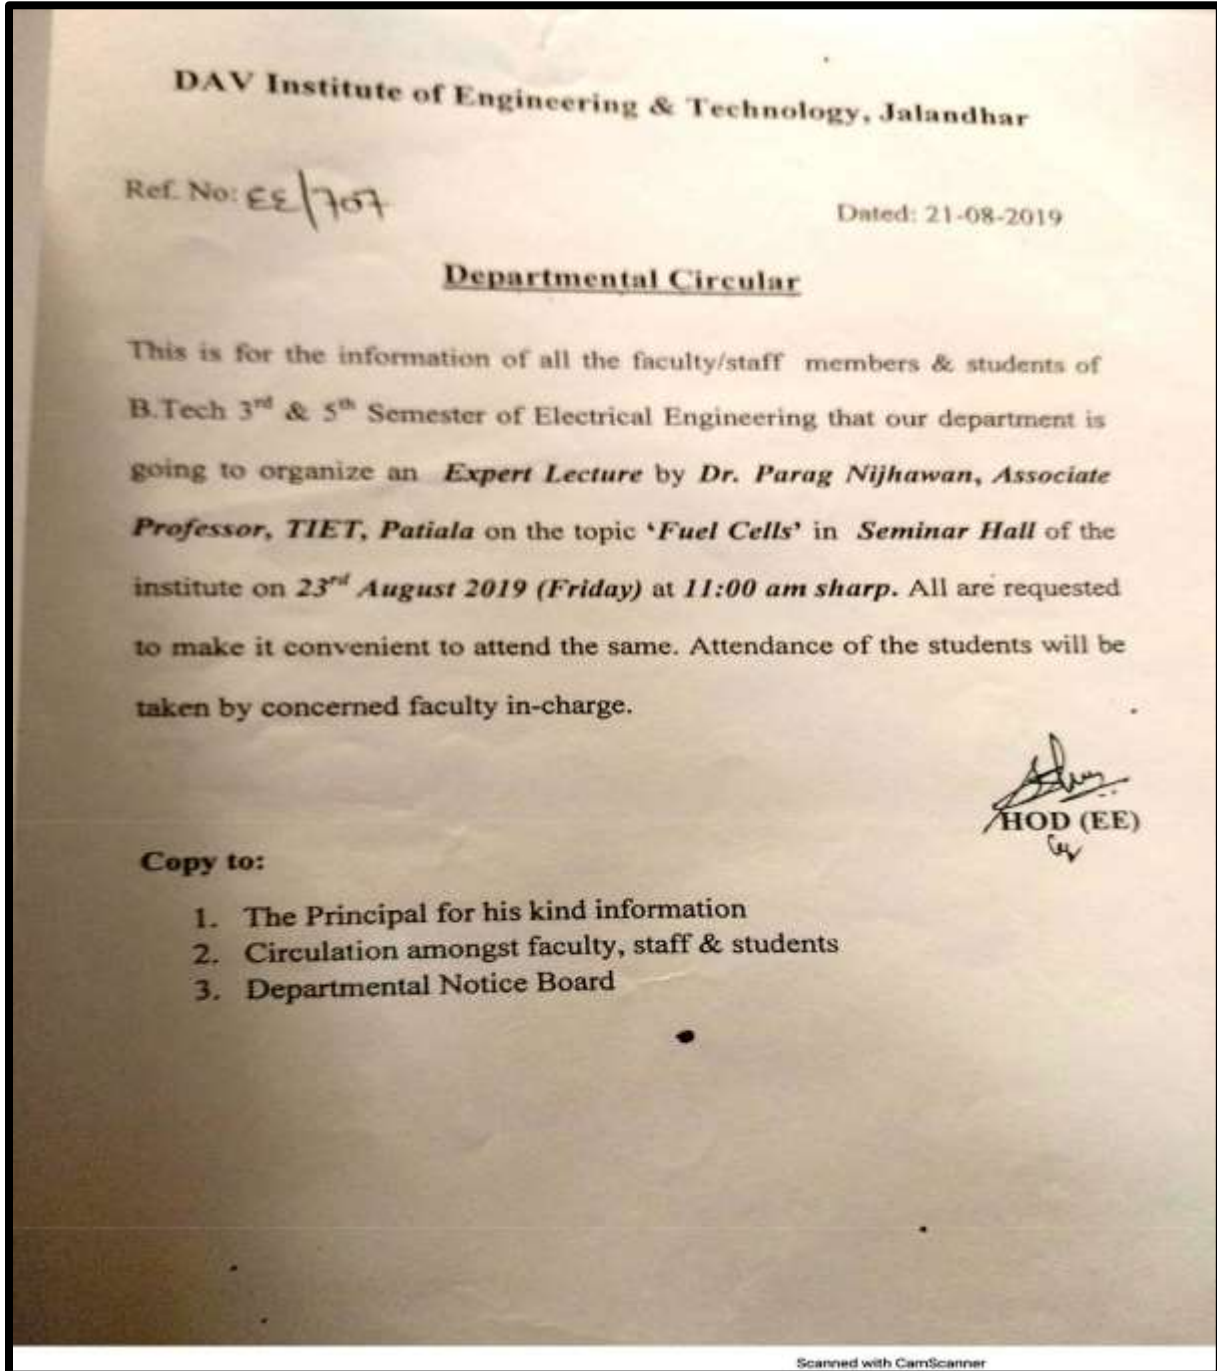 DAV Institute of Engineering & Technology, Jalandhar
Ref. No: EE/707
Dated: 21-08-2019
Departmental Circular
This is for the information of all the faculty/staff members & students of
B.Tech 3rd & 5th Semester of Electrical Engineering that our department is
going to organize an Expert Lecture by Dr. Parag Nijhawan, Associate
Professor, TIET, Patiala on the topic ‘Fuel Cells’ in Seminar Hall of the
institute on 23rd August 2019 (Friday) at 11:00 am sharp. All are requested
to make it convenient to attend the same. Attendance of the students will be
taken by concerned faculty in-charge.
HOD (EE)
Copy to:
1. The Principal for his kind information
2. Circulation amongst faculty, staff & students
3. Departmental Notice Board
Scanned with CamScanner